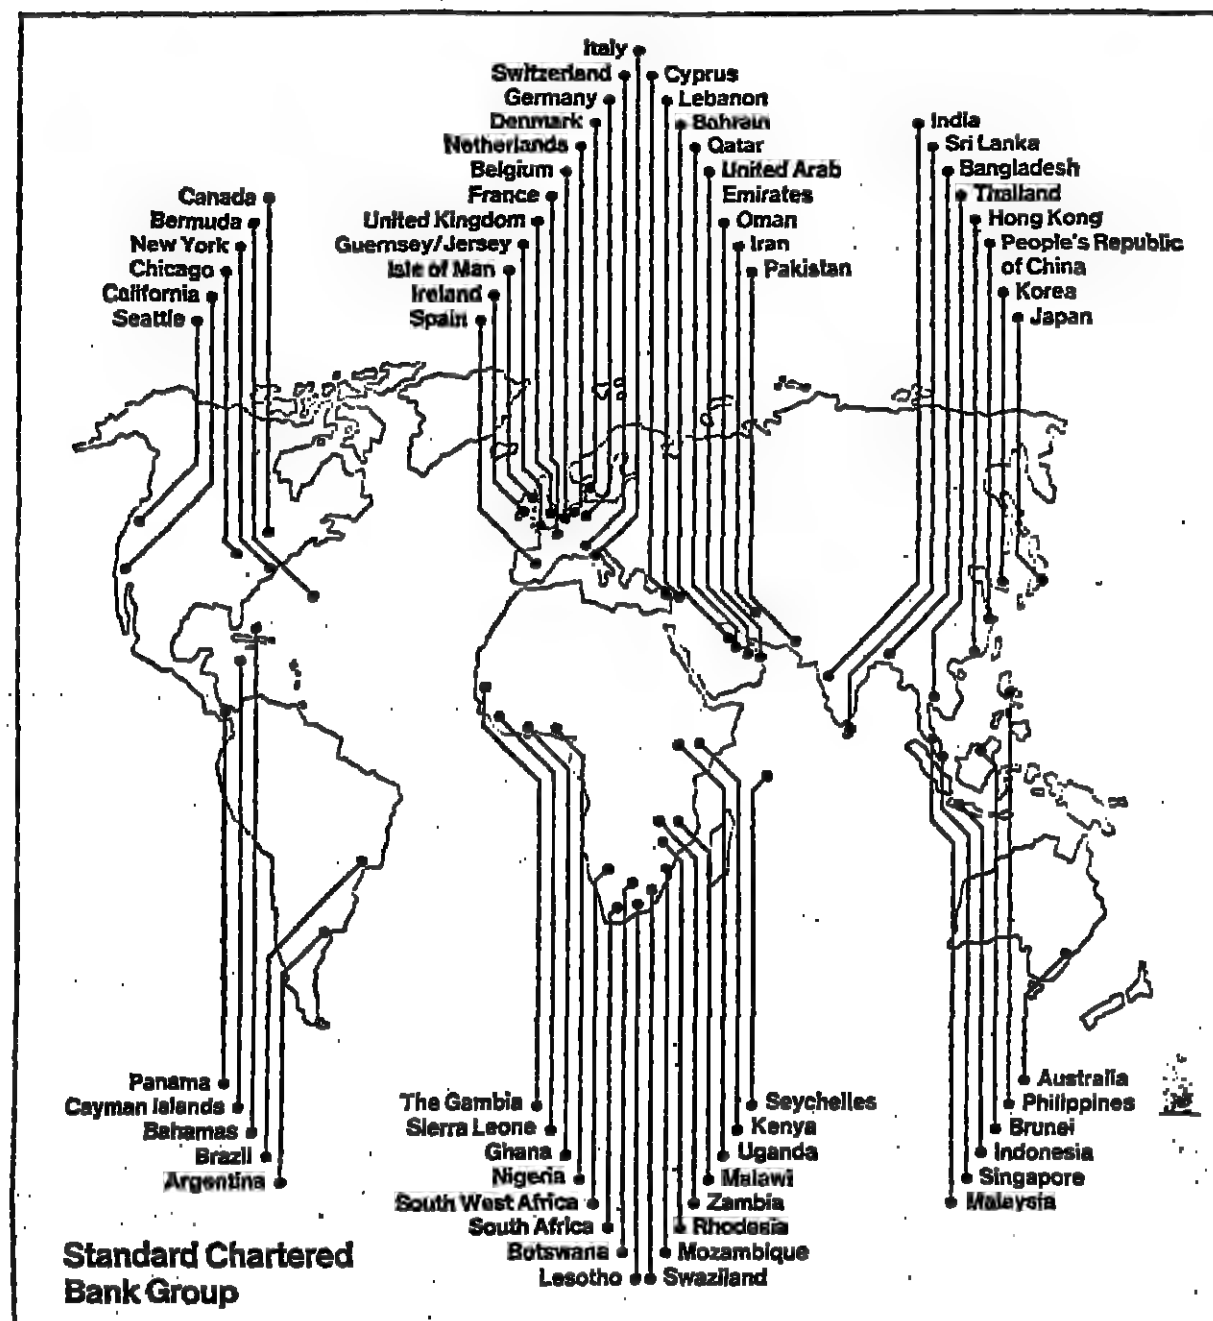 Italy
Switzerland
Germany
Denmark
Netherlands
Belgium
France
United Kingdom
Guernsey/Jersey
Isle of Man
Ireland
Spain
Cyprus
Lebanon
Bahrain
Qatar
United Arab
Emirates
Oman
Iran
Pakistan
India
Sri Lanka
Bangladesh
Thailand
Hong Kong
People's Republic
of China
Korea
Japan
Canada
Bermuda
New York
Chicago
California
Seattle
Panama
Cayman Islands
Bahamas
Brazil
Argentina
The Gambia
Sierra Leone
Ghana
Nigeria
South West Africa
South Africa
Botswana
Lesotho
Seychelles
Kenya
Uganda
Malawi
Zambia
Rhodesia
Mozambique
Swaziland
Australia
Philippines
Brunei
Indonesia
Singapore
Malaysia
Standard Chartered
Bank Group